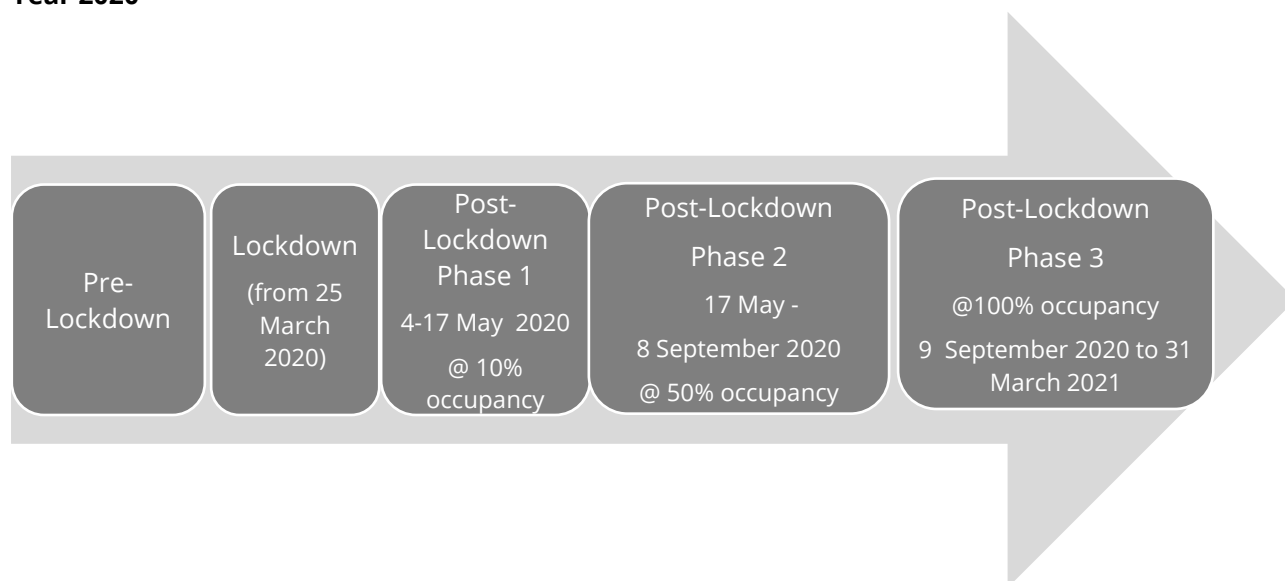 Year 2020
Pre-
Lockdown
Lockdown
(from 25
March
2020)
Post-
Lockdown
Phase 1
4-17 May 2020
@ 10%
occupancy
Post-Lockdown
Phase 2
17 May -
8 September 2020
@ 50% occupancy
Post-Lockdown
Phase 3
@100% occupancy
9 September 2020 to 31
March 2021